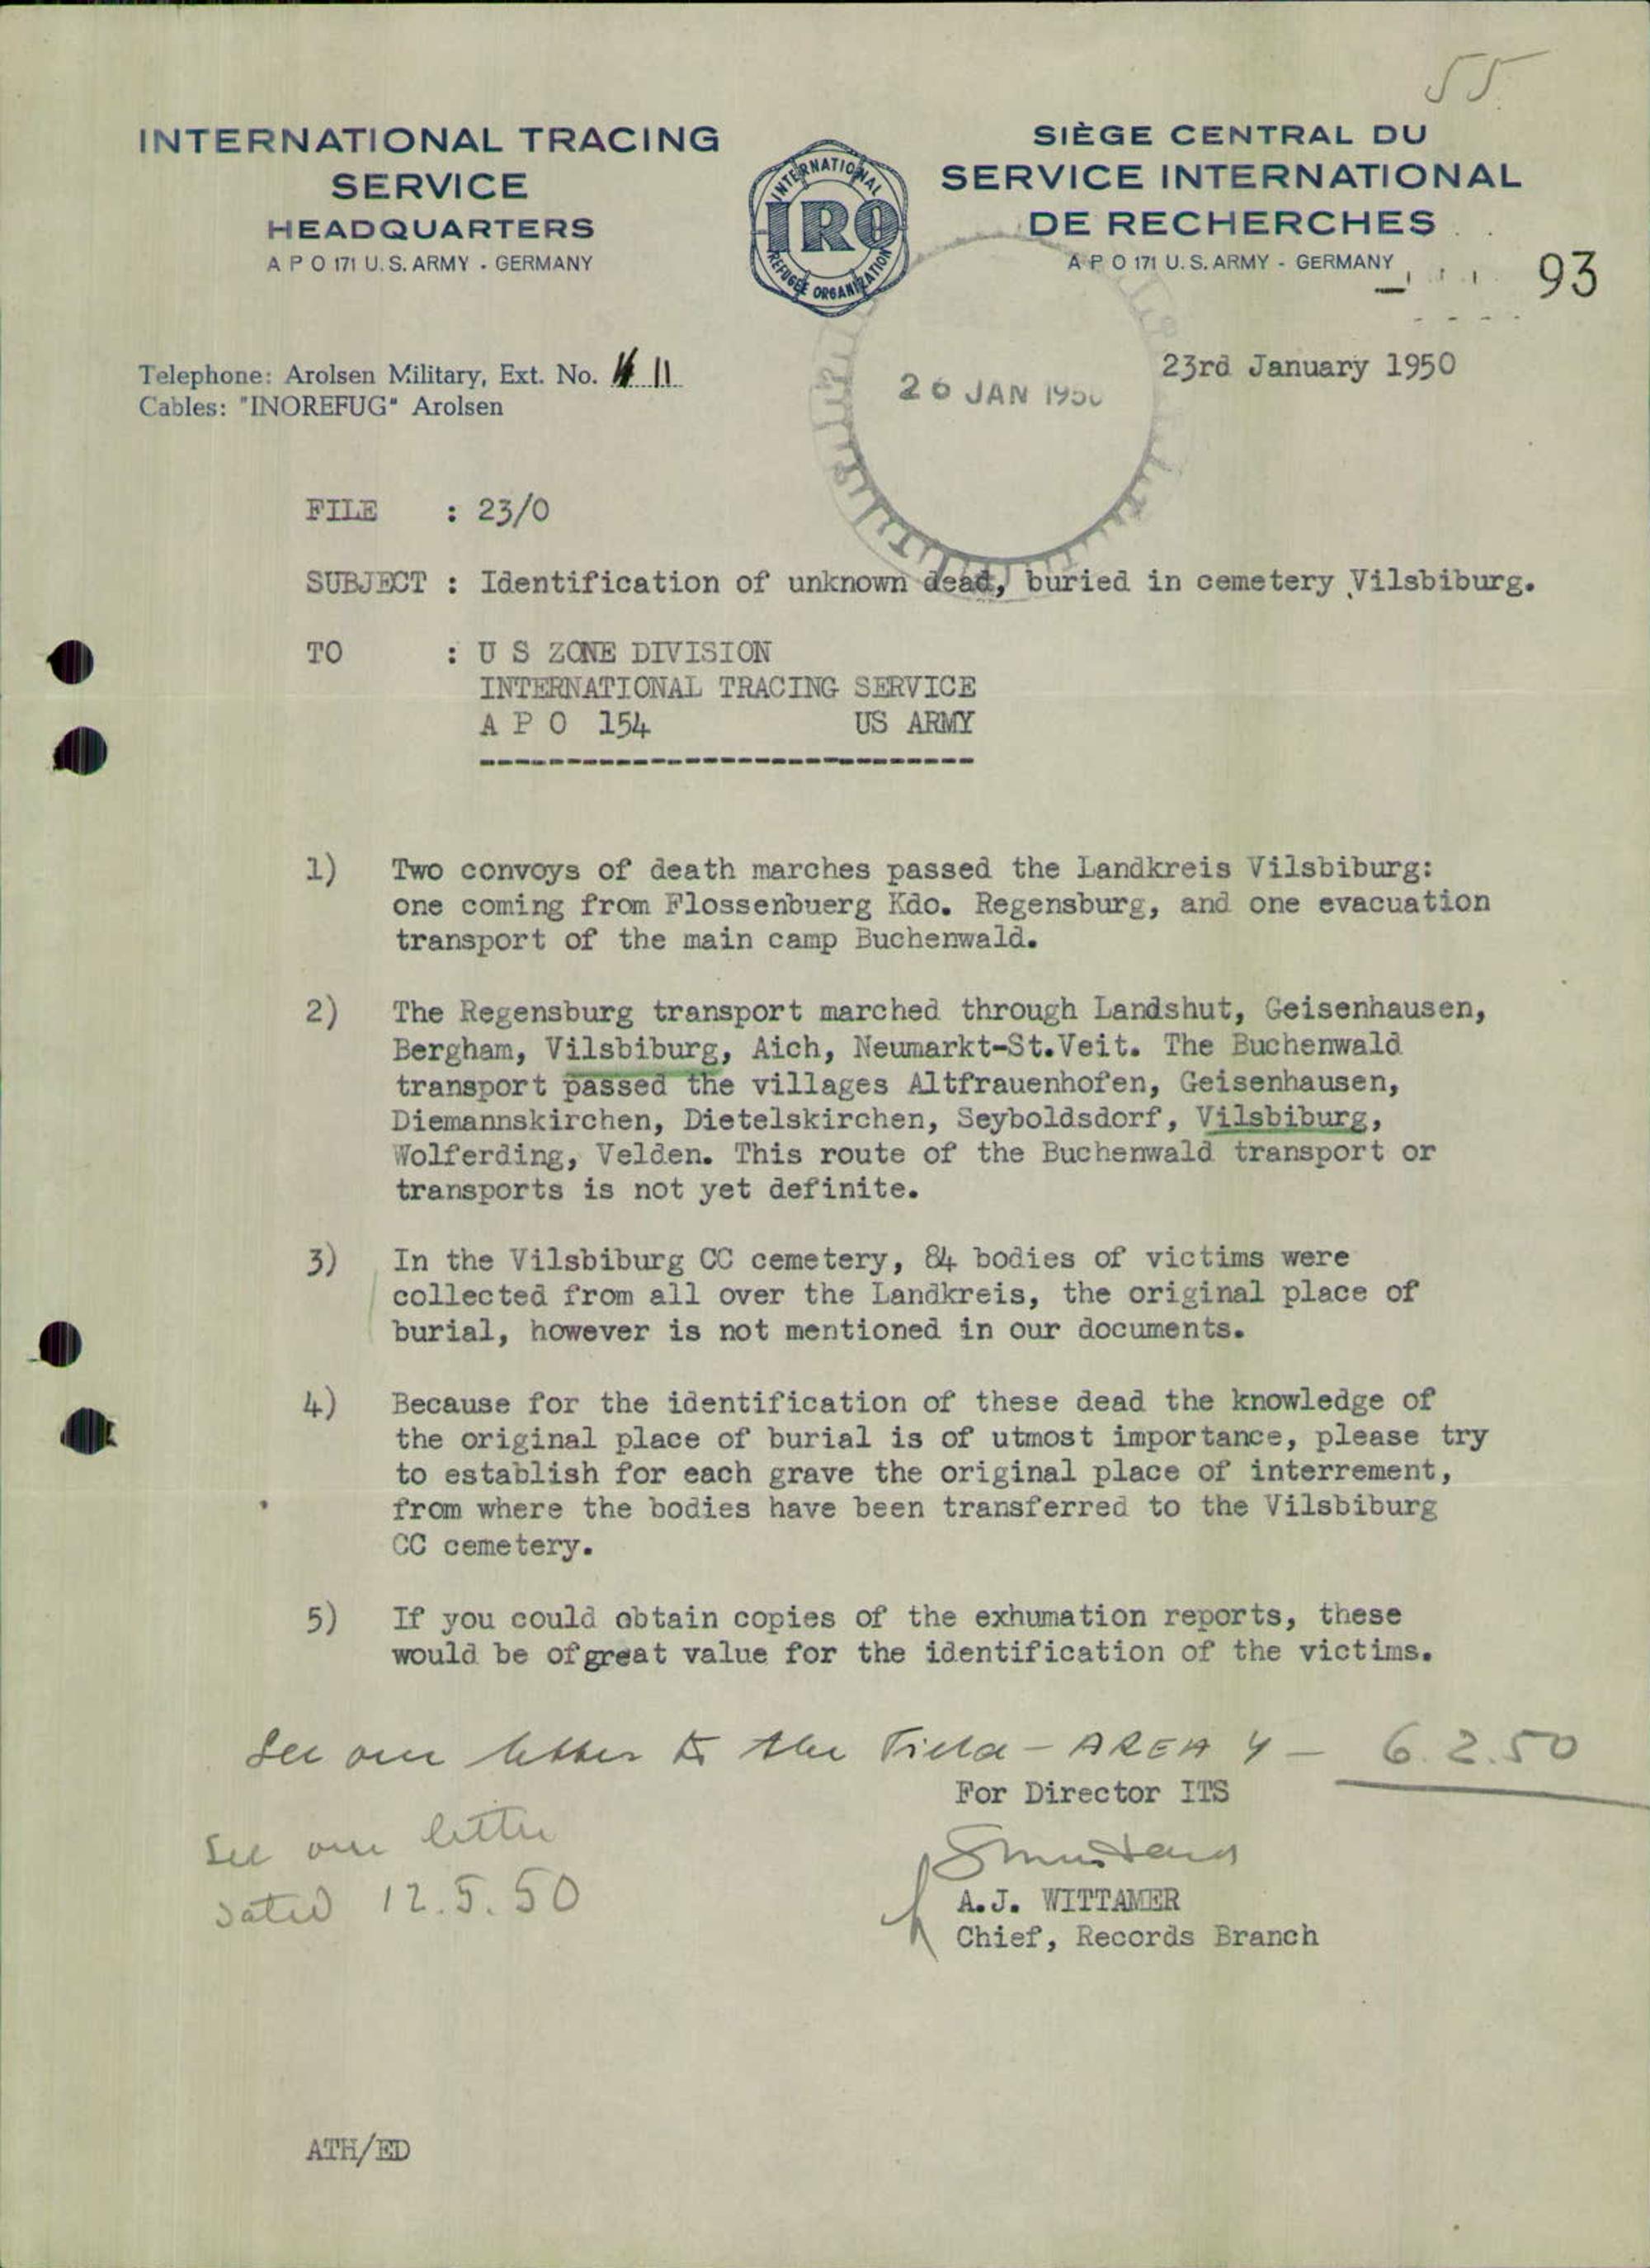 55
INTERNATIONAL TRACING
SERVICE
HEADQUARTERS
A P O 171 U.S. ARMY - GERMANY
INTERNATIONAL
IRO
REFUGEE ORGANIZATION
SIÈGE CENTRAL DU
SERVICE INTERNATIONAL
DE RECHERCHES
A P O 171 U.S. ARMY - GERMANY
93
Telephone: Arolsen Military, Ext. No. 11
Cables: "INOREFUG" Arolsen
26 JAN 1950
23rd January 1950
FILE : 23/0
SUBJECT : Identification of unknown dead, buried in cemetery Vilsbiburg.
TO : U S ZONE DIVISION
INTERNATIONAL TRACING SERVICE
A P O 154 US ARMY
1) Two convoys of death marches passed the Landkreis Vilsbiburg:
one coming from Flossenbuerg Kdo. Regensburg, and one evacuation
transport of the main camp Buchenwald.
2) The Regensburg transport marched through Landshut, Geisenhausen,
Bergham, Vilsbiburg, Aich, Neumarkt-St.Veit. The Buchenwald
transport passed the villages Altfrauenhofen, Geisenhausen,
Diemannskirchen, Dietelskirchen, Seyboldsdorf, Vilsbiburg,
Wolferding, Velden. This route of the Buchenwald transport or
transports is not yet definite.
3) In the Vilsbiburg CC cemetery, 84 bodies of victims were
collected from all over the Landkreis, the original place of
burial, however is not mentioned in our documents.
4) Because for the identification of these dead the knowledge of
the original place of burial is of utmost importance, please try
to establish for each grave the original place of interrement,
from where the bodies have been transferred to the Vilsbiburg
CC cemetery.
5) If you could obtain copies of the exhumation reports, these
would be of great value for the identification of the victims.
See our letter to the Field - AREA 4 - 6.2.50
For Director ITS
See our letter
dated 12.5.50
A.J. WITTAMER
Chief, Records Branch
ATH/ED